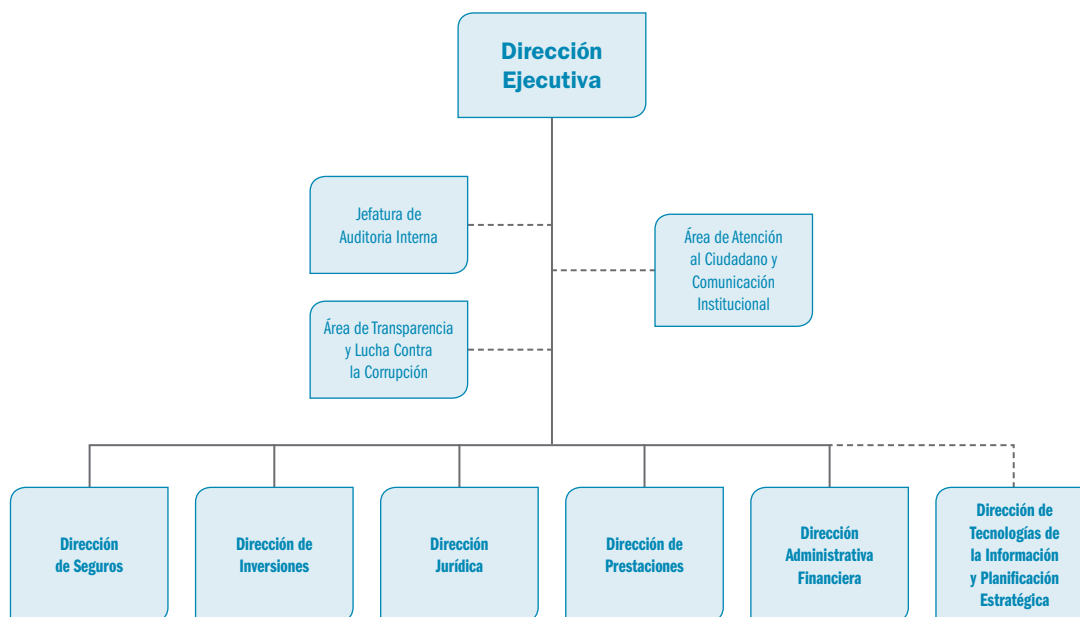 Dirección
Ejecutiva
Jefatura de
Auditoria Interna
Área de Atención
al Ciudadano y
Comunicación
Institucional
Área de Transparencia
y Lucha Contra
la Corrupción
Dirección
de Seguros
Dirección de
Inversiones
Dirección
Jurídica
Dirección de
Prestaciones
Dirección
Administrativa
Financiera
Dirección de
Tecnologías de
la Información
y Planificación
Estratégica